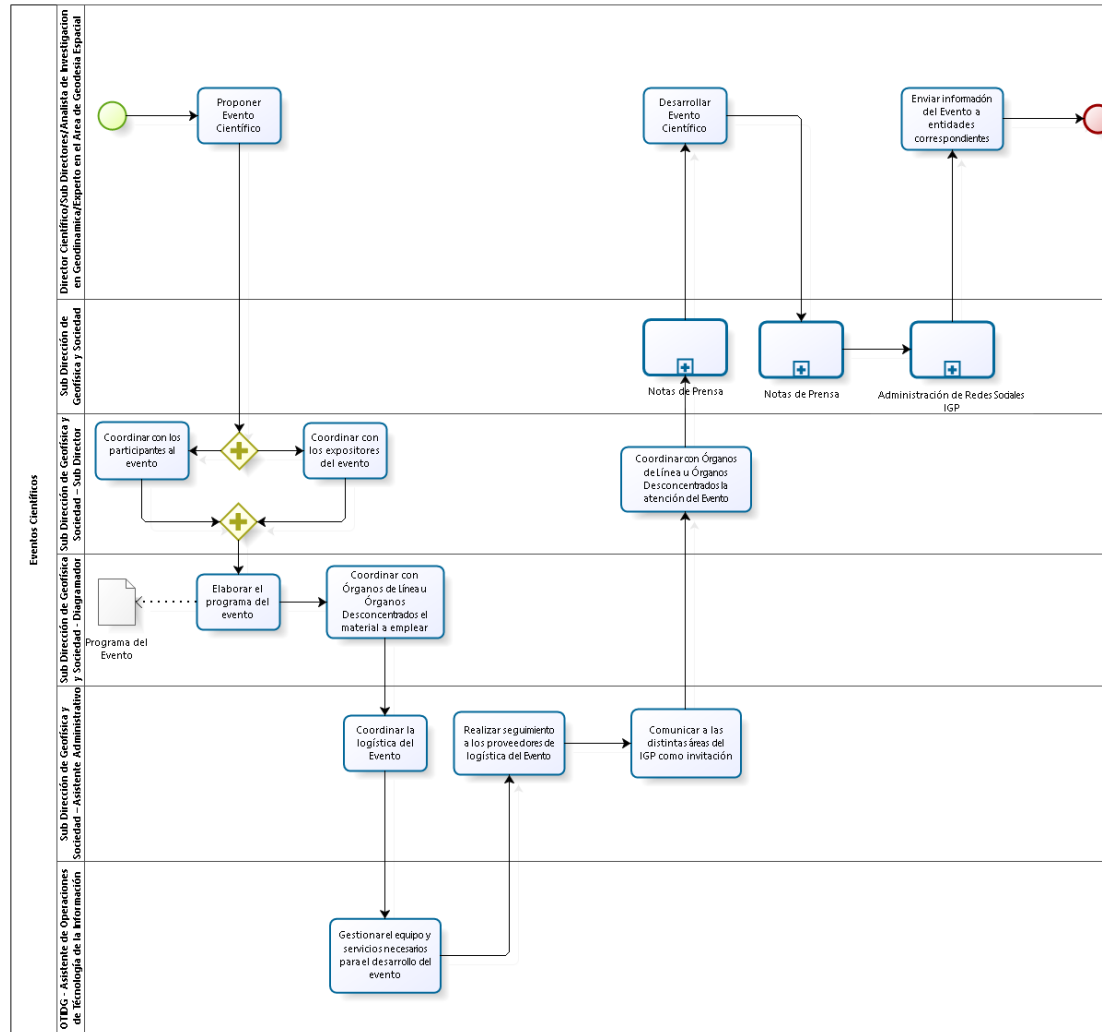 Eventos Científicos
Director Científico/Sub Directores/Analista de Investigacion
en Geodinamica/Experto en el Area de Geodesia Espacial
Proponer
Evento
Científico
Desarrollar
Evento
Científico
Enviar información
del Evento a
entidades
correspondientes
Sub Dirección de
Geofísica y Sociedad
Notas de Prensa
Notas de Prensa
Administración de Redes Sociales
IGP
Sub Dirección de Geofísica y
Sociedad – Sub Director
Coordinar con los
participantes al
evento
Coordinar con
los expositores
del evento
Coordinar con Órganos
de Línea u Órganos
Desconcentrados la
atención del Evento
Sub Dirección de Geofísica
y Sociedad - Diagramador
Programa del
Evento
Elaborar el
programa del
evento
Coordinar con
Órganos de Línea u
Órganos
Desconcentrados el
material a emplear
Sub Dirección de Geofísica y
Sociedad – Asistente Administrativo
Coordinar la
logística del
Evento
Realizar seguimiento
a los proveedores de
logística del Evento
Comunicar a las
distintas áreas del
IGP como invitación
OTIDG - Asistente de Operaciones
de Técnología de la Información
Gestionar el equipo y
servicios necesarios
para el desarrollo del
evento